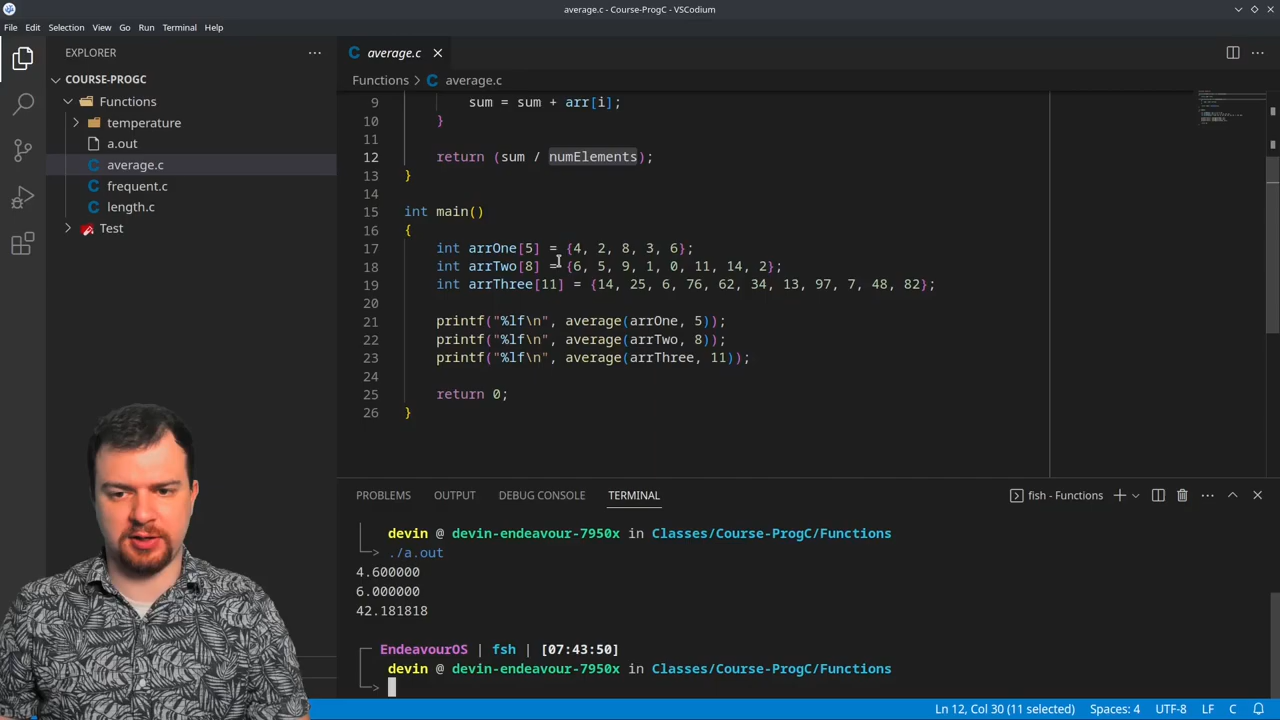 average.c - Course-ProgC - VSCodium
File Edit Selection View Go Run Terminal Help
EXPLORER
COURSE-PROGC
Functions
temperature
a.out
average.c
frequent.c
length.c
Test
average.c
Functions > average.c
9 sum = sum + arr[i];
10 }
11
12 return (sum / numElements);
13 }
14
15 int main()
16 {
17 int arrOne[5] = {4, 2, 8, 3, 6};
18 int arrTwo[8] = {6, 5, 9, 1, 0, 11, 14, 2};
19 int arrThree[11] = {14, 25, 6, 76, 62, 34, 13, 97, 7, 48, 82};
20
21 printf("%lf\n", average(arrOne, 5));
22 printf("%lf\n", average(arrTwo, 8));
23 printf("%lf\n", average(arrThree, 11));
24
25 return 0;
26 }
PROBLEMS OUTPUT DEBUG CONSOLE TERMINAL
fish - Functions
devin @ devin-endeavour-7950x in Classes/Course-ProgC/Functions
> ./a.out
4.600000
6.000000
42.181818
EndeavourOS | fsh | [07:43:50]
devin @ devin-endeavour-7950x in Classes/Course-ProgC/Functions
>
Ln 12, Col 30 (11 selected) Spaces: 4 UTF-8 LF C